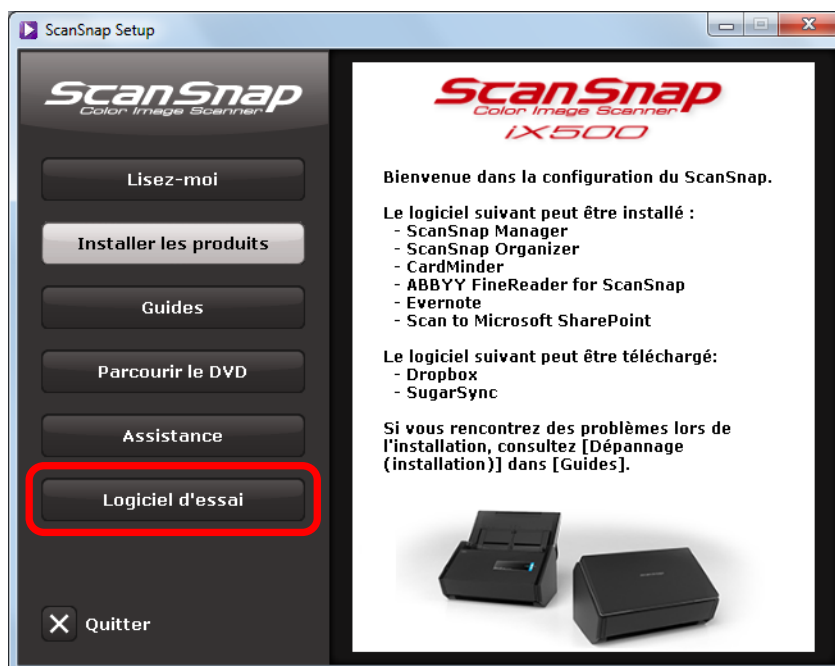 ScanSnap Setup
ScanSnap
Color Image Scanner
Lisez-moi
Installer les produits
Guides
Parcourir le DVD
Assistance
Logiciel d'essai
Quitter
ScanSnap
Color Image Scanner
iX500
Bienvenue dans la configuration du ScanSnap.
Le logiciel suivant peut être installé :
- ScanSnap Manager
- ScanSnap Organizer
- CardMinder
- ABBYY FineReader for ScanSnap
- Evernote
- Scan to Microsoft SharePoint
Le logiciel suivant peut être téléchargé:
- Dropbox
- SugarSync
Si vous rencontrez des problèmes lors de
l'installation, consultez [Dépannage
(installation)] dans [Guides].